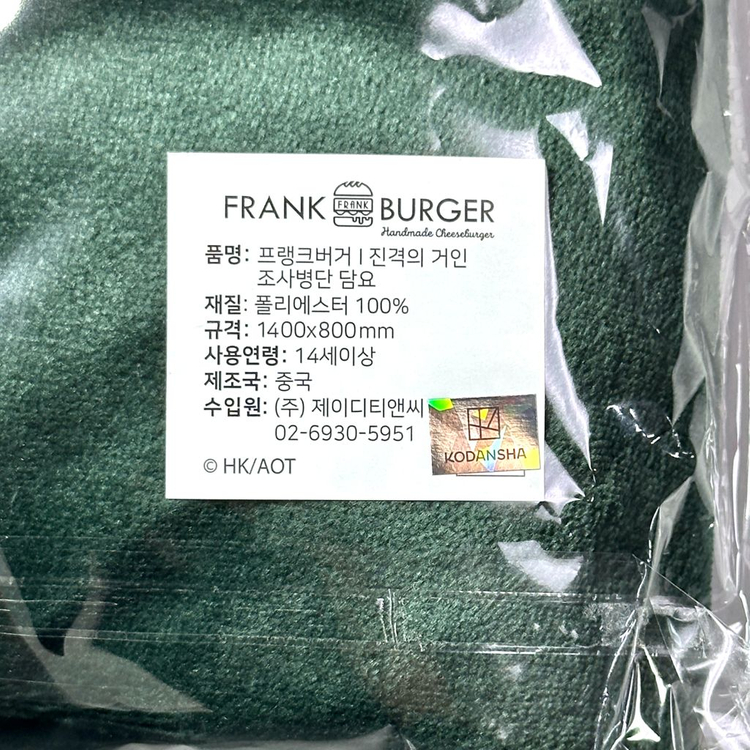 FRANK FRANK BURGER
Handmade Cheeseburger
품명: 프랭크버거 I 진격의 거인
조사병단 담요
재질: 폴리에스터 100%
규격: 1400x800mm
사용연령: 14세이상
제조국: 중국
수입원: (주) 제이디티앤씨
02-6930-5951
KODANSHA
© HK/AOT